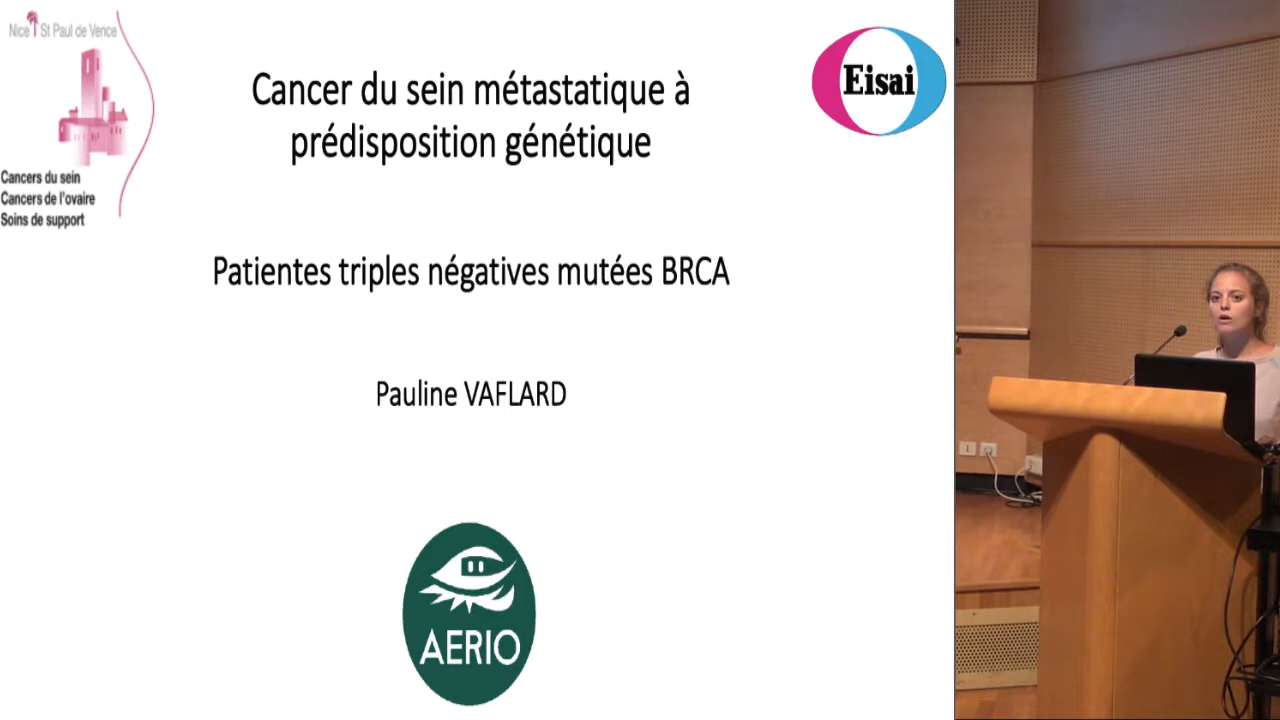 Nice St Paul de Vence
Cancers du sein
Cancers de l'ovaire
Soins de support
Eisai
Cancer du sein métastatique à
prédisposition génétique
Patientes triples négatives mutées BRCA
Pauline VAFLARD
AERIO